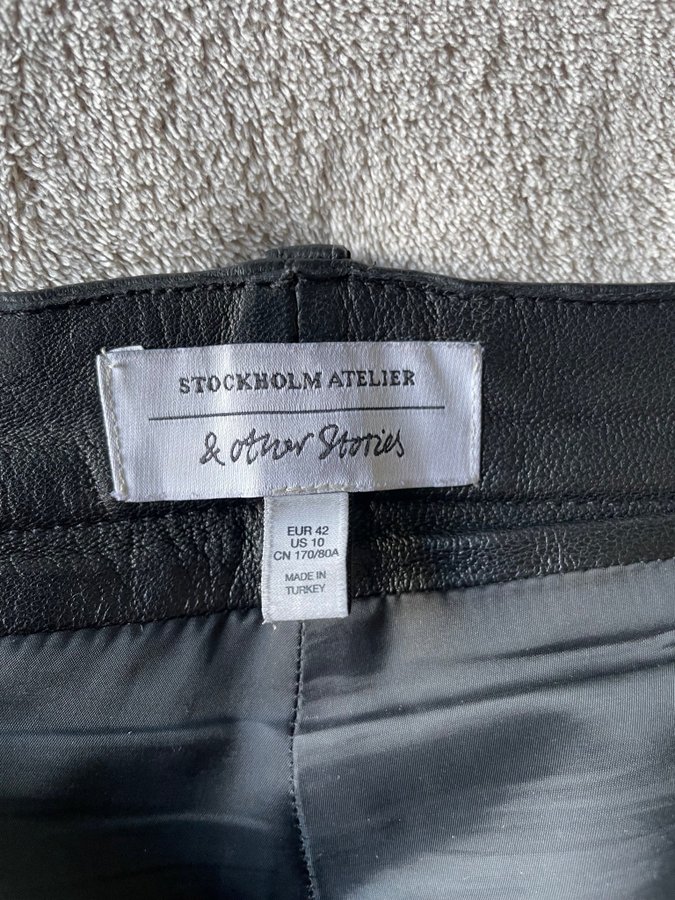 STOCKHOLM ATELIER
& other Stories
EUR 42
US 10
CN 170/80A
MADE IN
TURKEY